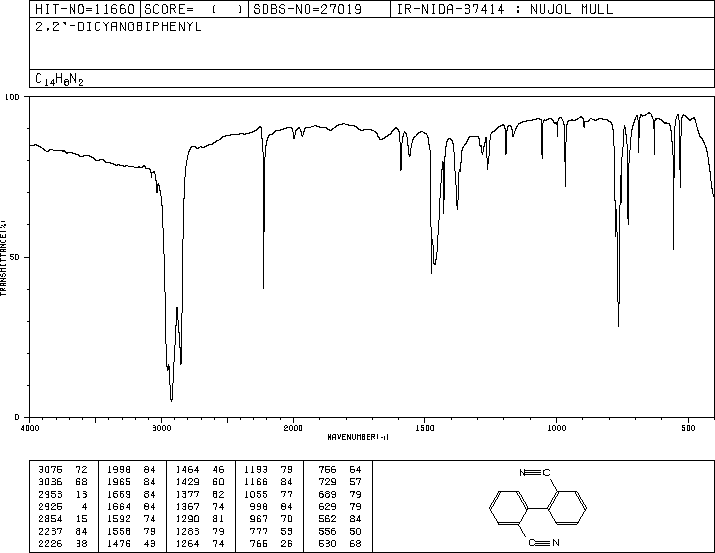 HIT-NO=11660 SCORE= ( ) SDBS-NO=27019 IR-NIDA-37414 : NUJOL MULL
2,2'-DICYANOBIPHENYL
C14H8N2
100
50
0
TRANSMITTANCE(%)
4000 3000 2000 1500 1000 500
WAVENUMBER(-1)
3075 72 1998 84 1464 46 1193 79 756 64
3036 68 1965 84 1429 60 1166 84 729 57
2953 13 1669 84 1377 62 1055 77 689 79
2925 4 1664 84 1367 74 998 84 629 79
2854 15 1592 74 1290 81 967 70 562 84
2237 84 1558 79 1283 79 777 53 556 50
2226 38 1476 43 1264 74 766 26 530 68
N≡C
C≡N